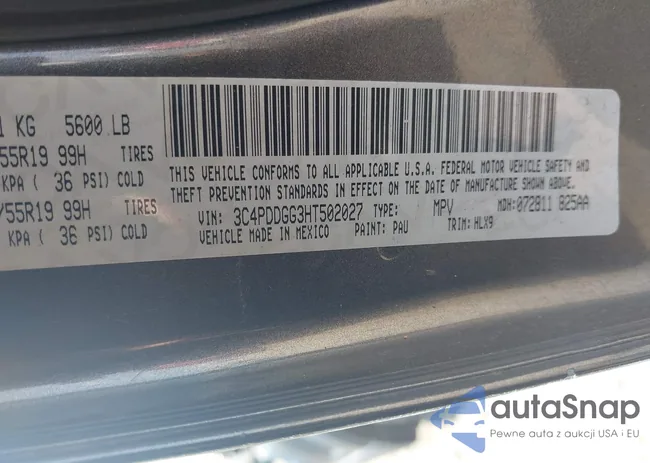 1 KG 5600 LB
55R19 99H TIRES
KPA ( 36 PSI) COLD
/55R19 99H TIRES
KPA ( 36 PSI) COLD
THIS VEHICLE CONFORMS TO ALL APPLICABLE U.S.A. FEDERAL MOTOR VEHICLE SAFETY AND
THEFT PREVENTION STANDARDS IN EFFECT ON THE DATE OF MANUFACTURE SHOWN ABOVE.
VIN: 3C4PDDGG3HT502027 TYPE: MPV MDH: 072811 B25AA
VEHICLE MADE IN MEXICO PAINT: PAU TRIM: HLX9
autoSnap
Pewne auta z aukcji USA i EU